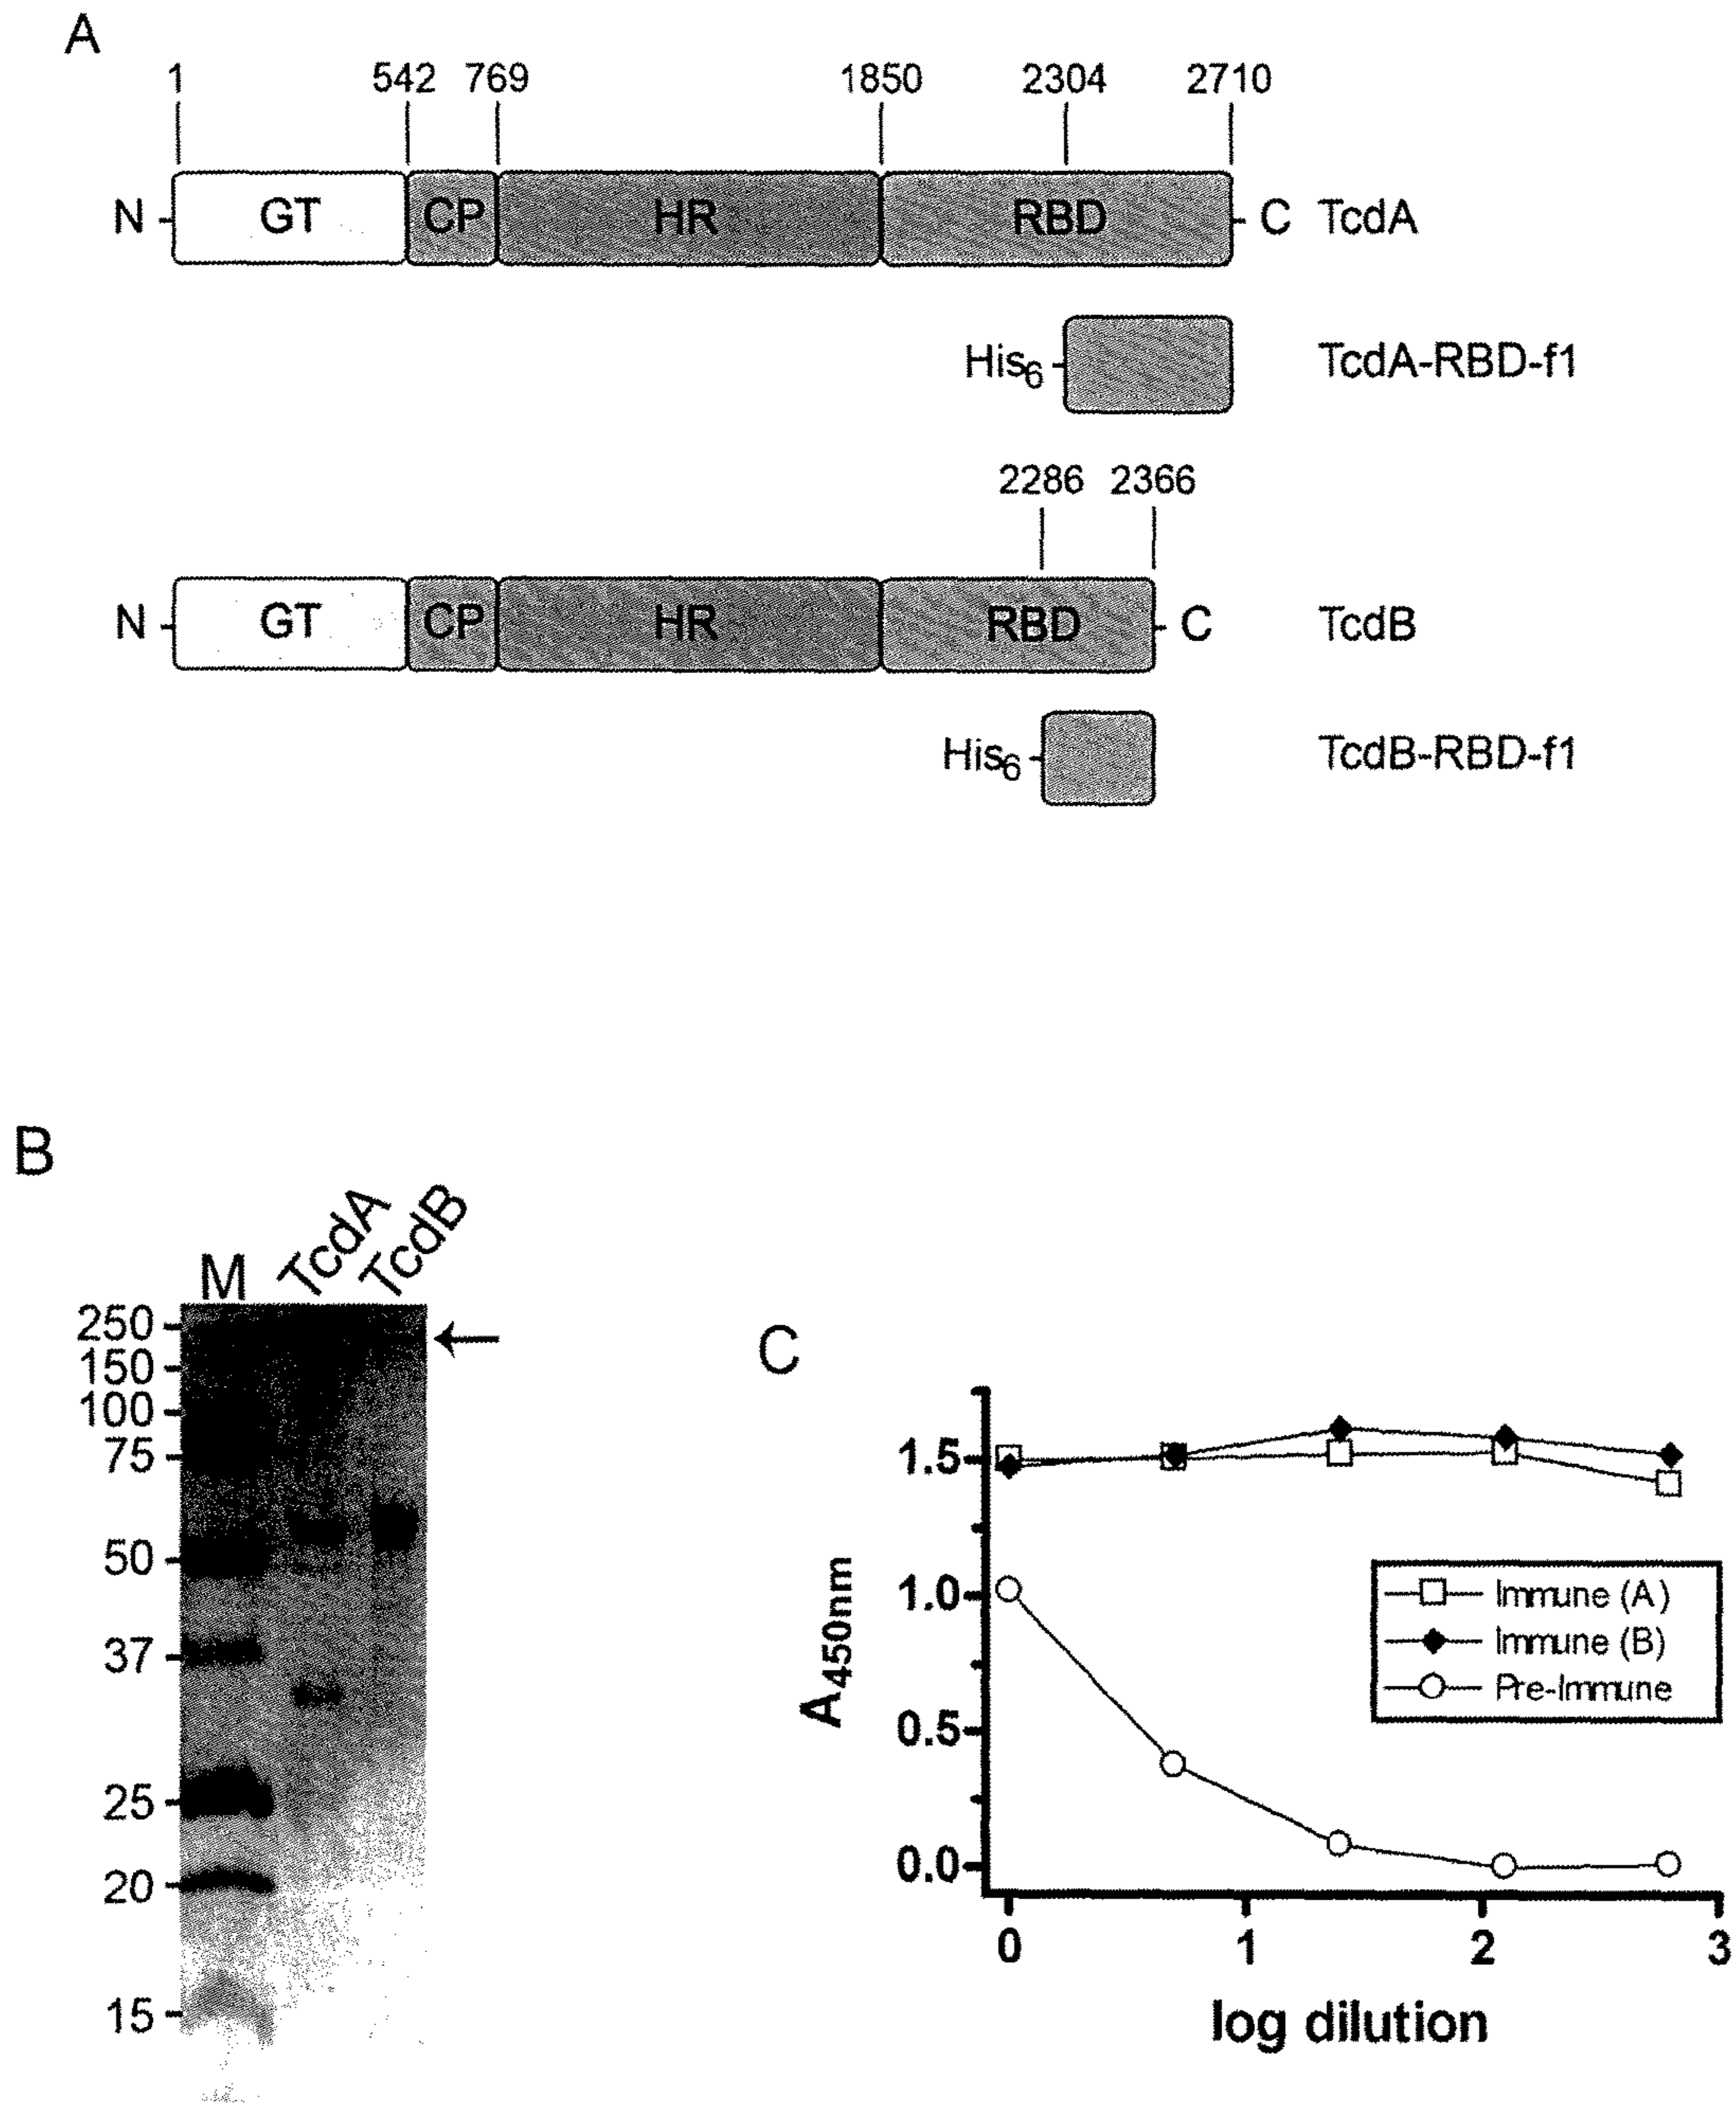 A
1 542 769 1850 2304 2710
N GT CP HR RBD C TcdA
His6 TcdA-RBD-f1
2286 2366
N GT CP HR RBD C TcdB
His6 TcdB-RBD-f1
B
M TcdA TcdB
250
150
100
75
50
37
25
20
15
C
1.5
1.0
0.5
0.0
A450nm
Immune (A)
Immune (B)
Pre-Immune
0 1 2 3
log dilution